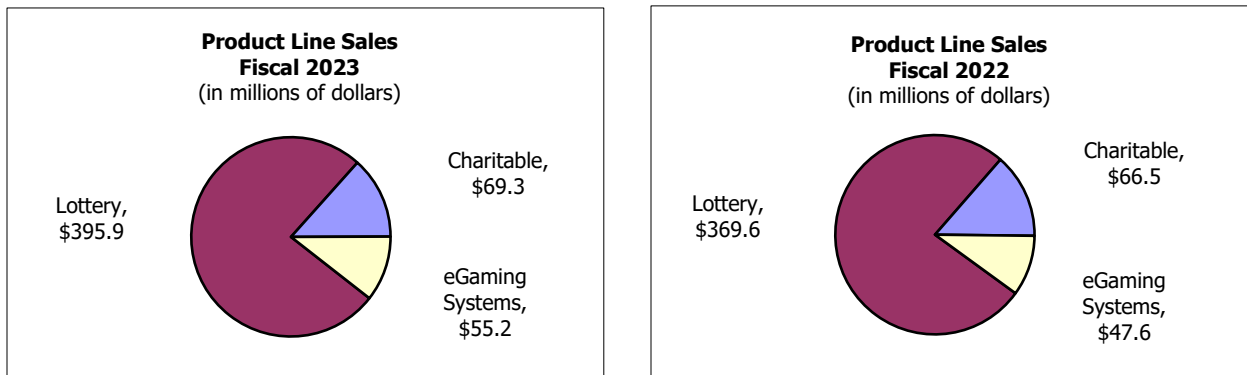 Product Line Sales
Fiscal 2023
(in millions of dollars)
Charitable,
$69.3
Lottery,
$395.9
eGaming
Systems,
$55.2
Product Line Sales
Fiscal 2022
(in millions of dollars)
Charitable,
$66.5
Lottery,
$369.6
eGaming
Systems,
$47.6